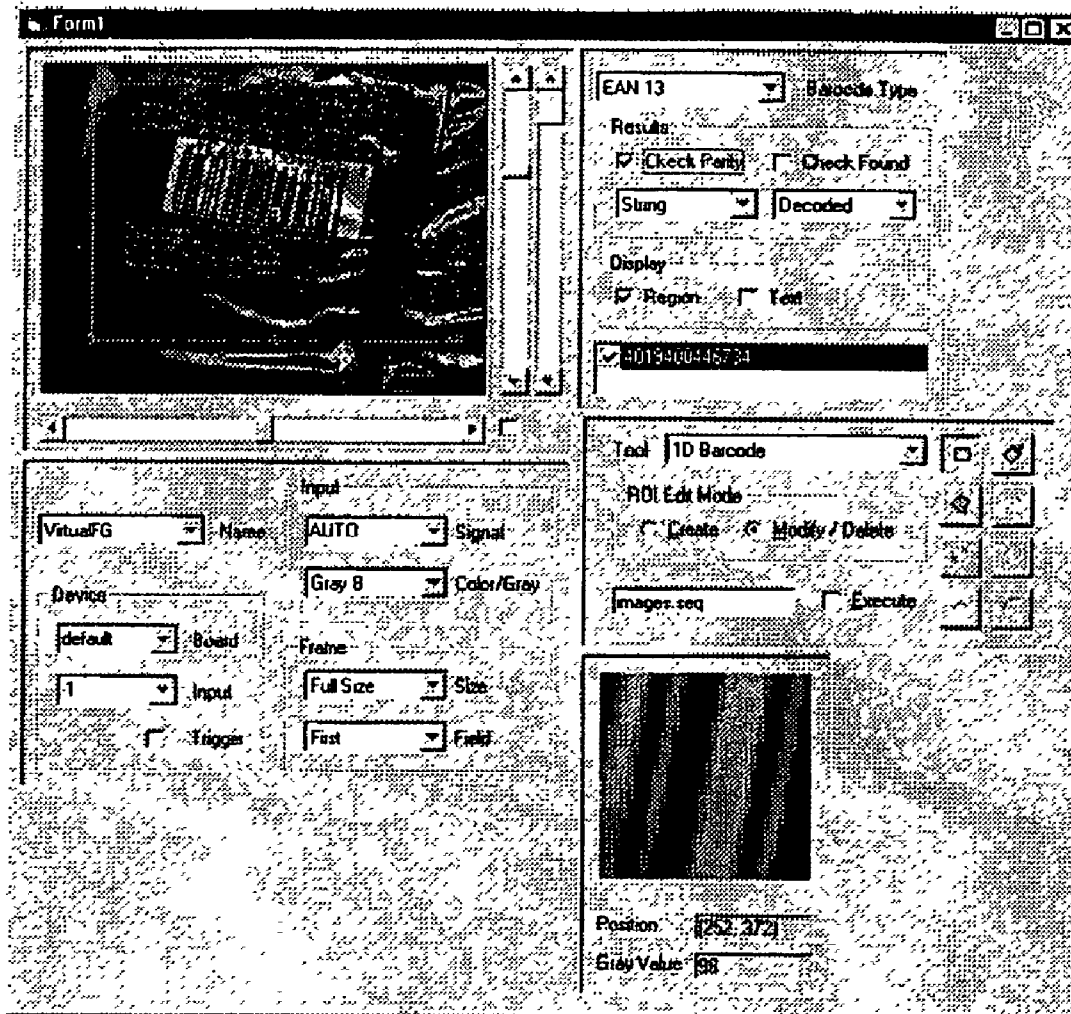 Form1
EAN 13 Barcode Type
Results
Check Parity Check Found
String Decoded
Display
Region Text
Tool 1D Barcode
ROI Edit Mode
Create Modify / Delete
images.seq Execute
Input
VirtualFG Name AUTO Signal
Gray 8 Color/Gray
Device
default Board Frame
-1 Input Full Size Size
Trigger First Field
Position (252, 372)
Gray Value 98